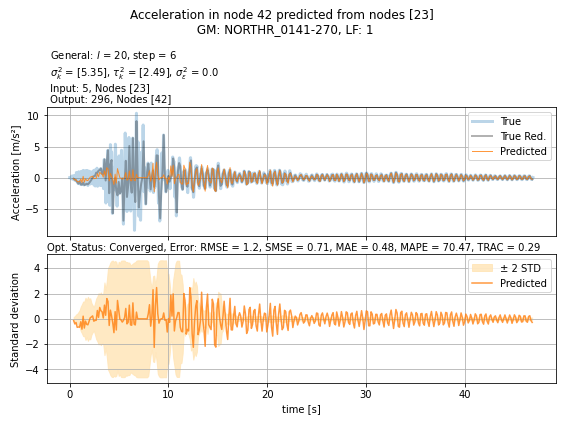 Acceleration in node 42 predicted from nodes [23]
GM: NORTHR_0141-270, LF: 1
General: l = 20, step = 6
σ²ₖ = [5.35], τ²ₖ = [2.49], σ²ε = 0.0
Input: 5, Nodes [23]
Output: 296, Nodes [42]
Acceleration [m/s²]
10
5
0
−5
True
True Red.
Predicted
Opt. Status: Converged, Error: RMSE = 1.2, SMSE = 0.71, MAE = 0.48, MAPE = 70.47, TRAC = 0.29
Standard deviation
4
2
0
−2
−4
± 2 STD
Predicted
0 10 20 30 40
time [s]